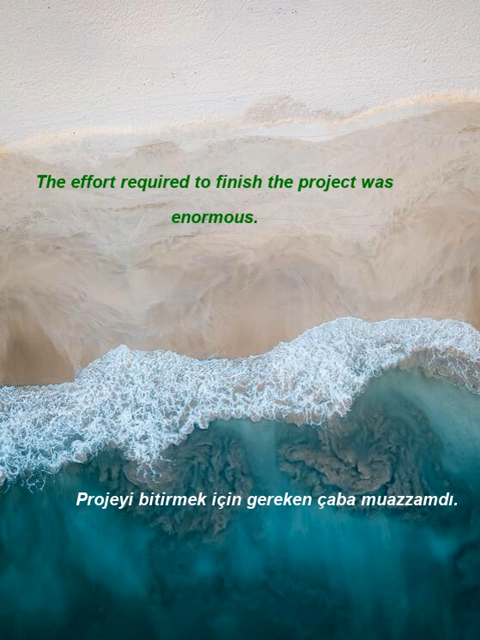 The effort required to finish the project was
enormous.
Projeyi bitirmek için gereken çaba muazzamdı.